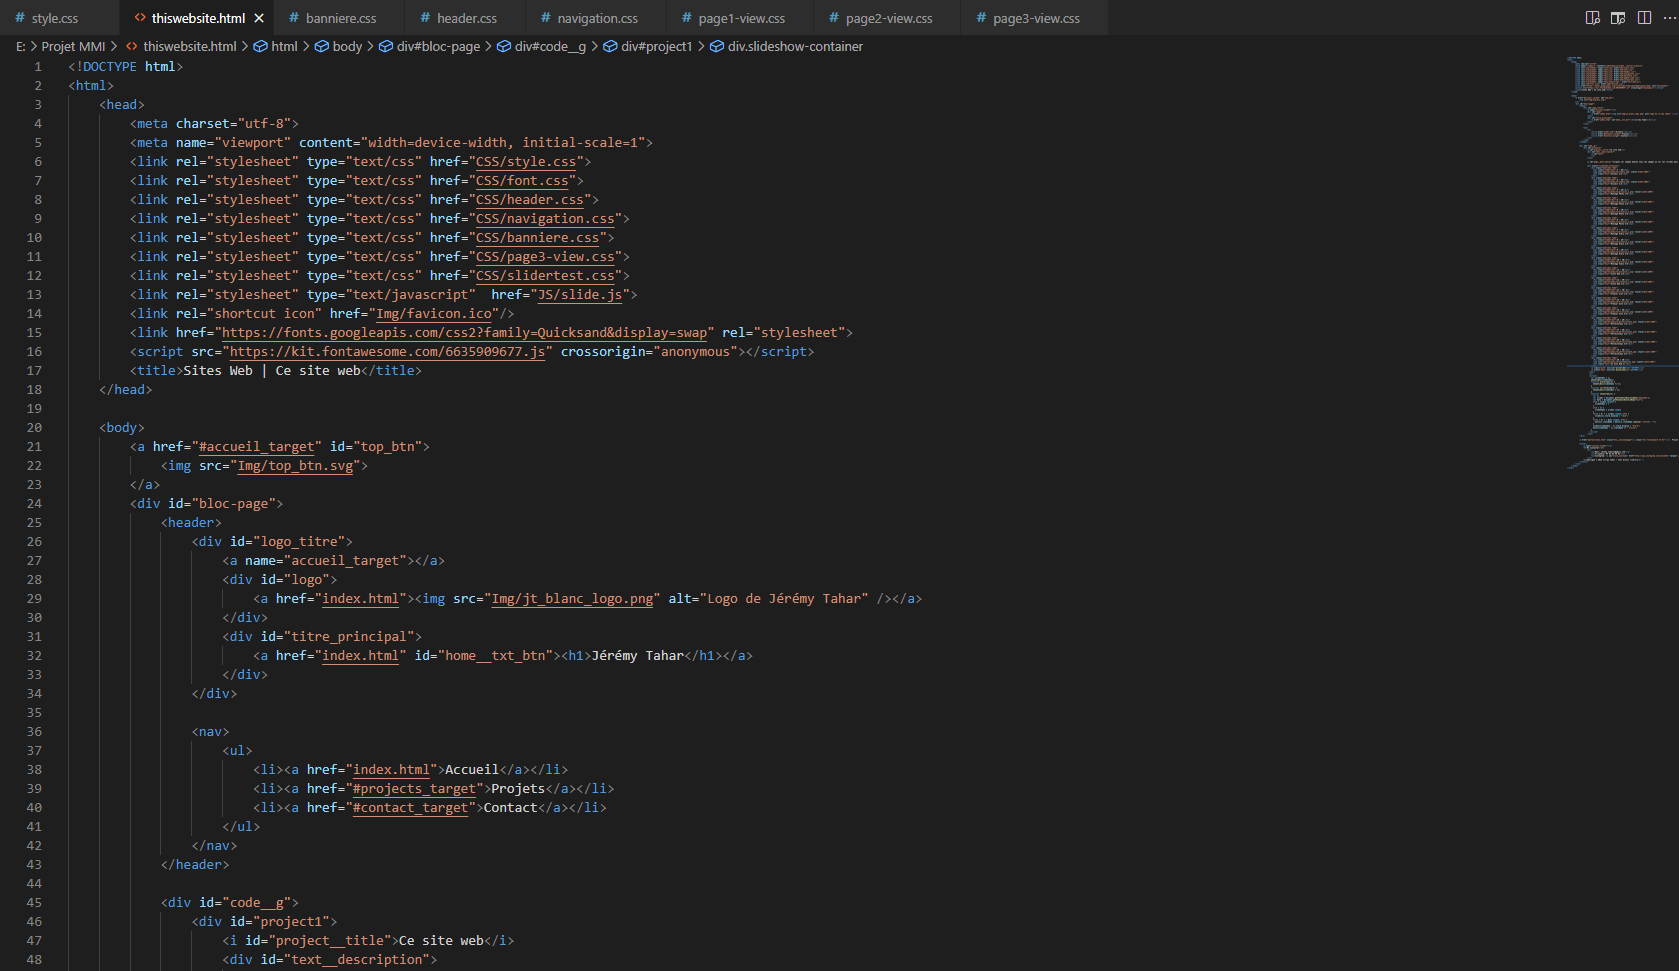 style.css thiswebsite.html banniere.css header.css navigation.css page1-view.css page2-view.css page3-view.css
E: > Projet MMI > thiswebsite.html > html > body > div#bloc-page > div#code__g > div#project1 > div.slideshow-container
1 <!DOCTYPE html>
2 <html>
3 <head>
4 <meta charset="utf-8">
5 <meta name="viewport" content="width=device-width, initial-scale=1">
6 <link rel="stylesheet" type="text/css" href="CSS/style.css">
7 <link rel="stylesheet" type="text/css" href="CSS/font.css">
8 <link rel="stylesheet" type="text/css" href="CSS/header.css">
9 <link rel="stylesheet" type="text/css" href="CSS/navigation.css">
10 <link rel="stylesheet" type="text/css" href="CSS/banniere.css">
11 <link rel="stylesheet" type="text/css" href="CSS/page3-view.css">
12 <link rel="stylesheet" type="text/css" href="CSS/slidertest.css">
13 <link rel="stylesheet" type="text/javascript"  href="JS/slide.js">
14 <link rel="shortcut icon" href="Img/favicon.ico"/>
15 <link href="https://fonts.googleapis.com/css2?family=Quicksand&display=swap" rel="stylesheet">
16 <script src="https://kit.fontawesome.com/6635909677.js" crossorigin="anonymous"></script>
17 <title>Sites Web | Ce site web</title>
18 </head>
19
20 <body>
21 <a href="#accueil_target" id="top_btn">
22 <img src="Img/top_btn.svg">
23 </a>
24 <div id="bloc-page">
25 <header>
26 <div id="logo_titre">
27 <a name="accueil_target"></a>
28 <div id="logo">
29 <a href="index.html"><img src="Img/jt_blanc_logo.png" alt="Logo de Jérémy Tahar" /></a>
30 </div>
31 <div id="titre_principal">
32 <a href="index.html" id="home__txt_btn"><h1>Jérémy Tahar</h1></a>
33 </div>
34 </div>
35
36 <nav>
37 <ul>
38 <li><a href="index.html">Accueil</a></li>
39 <li><a href="#projects_target">Projets</a></li>
40 <li><a href="#contact_target">Contact</a></li>
41 </ul>
42 </nav>
43 </header>
44
45 <div id="code__g">
46 <div id="project1">
47 <i id="project__title">Ce site web</i>
48 <div id="text__description">